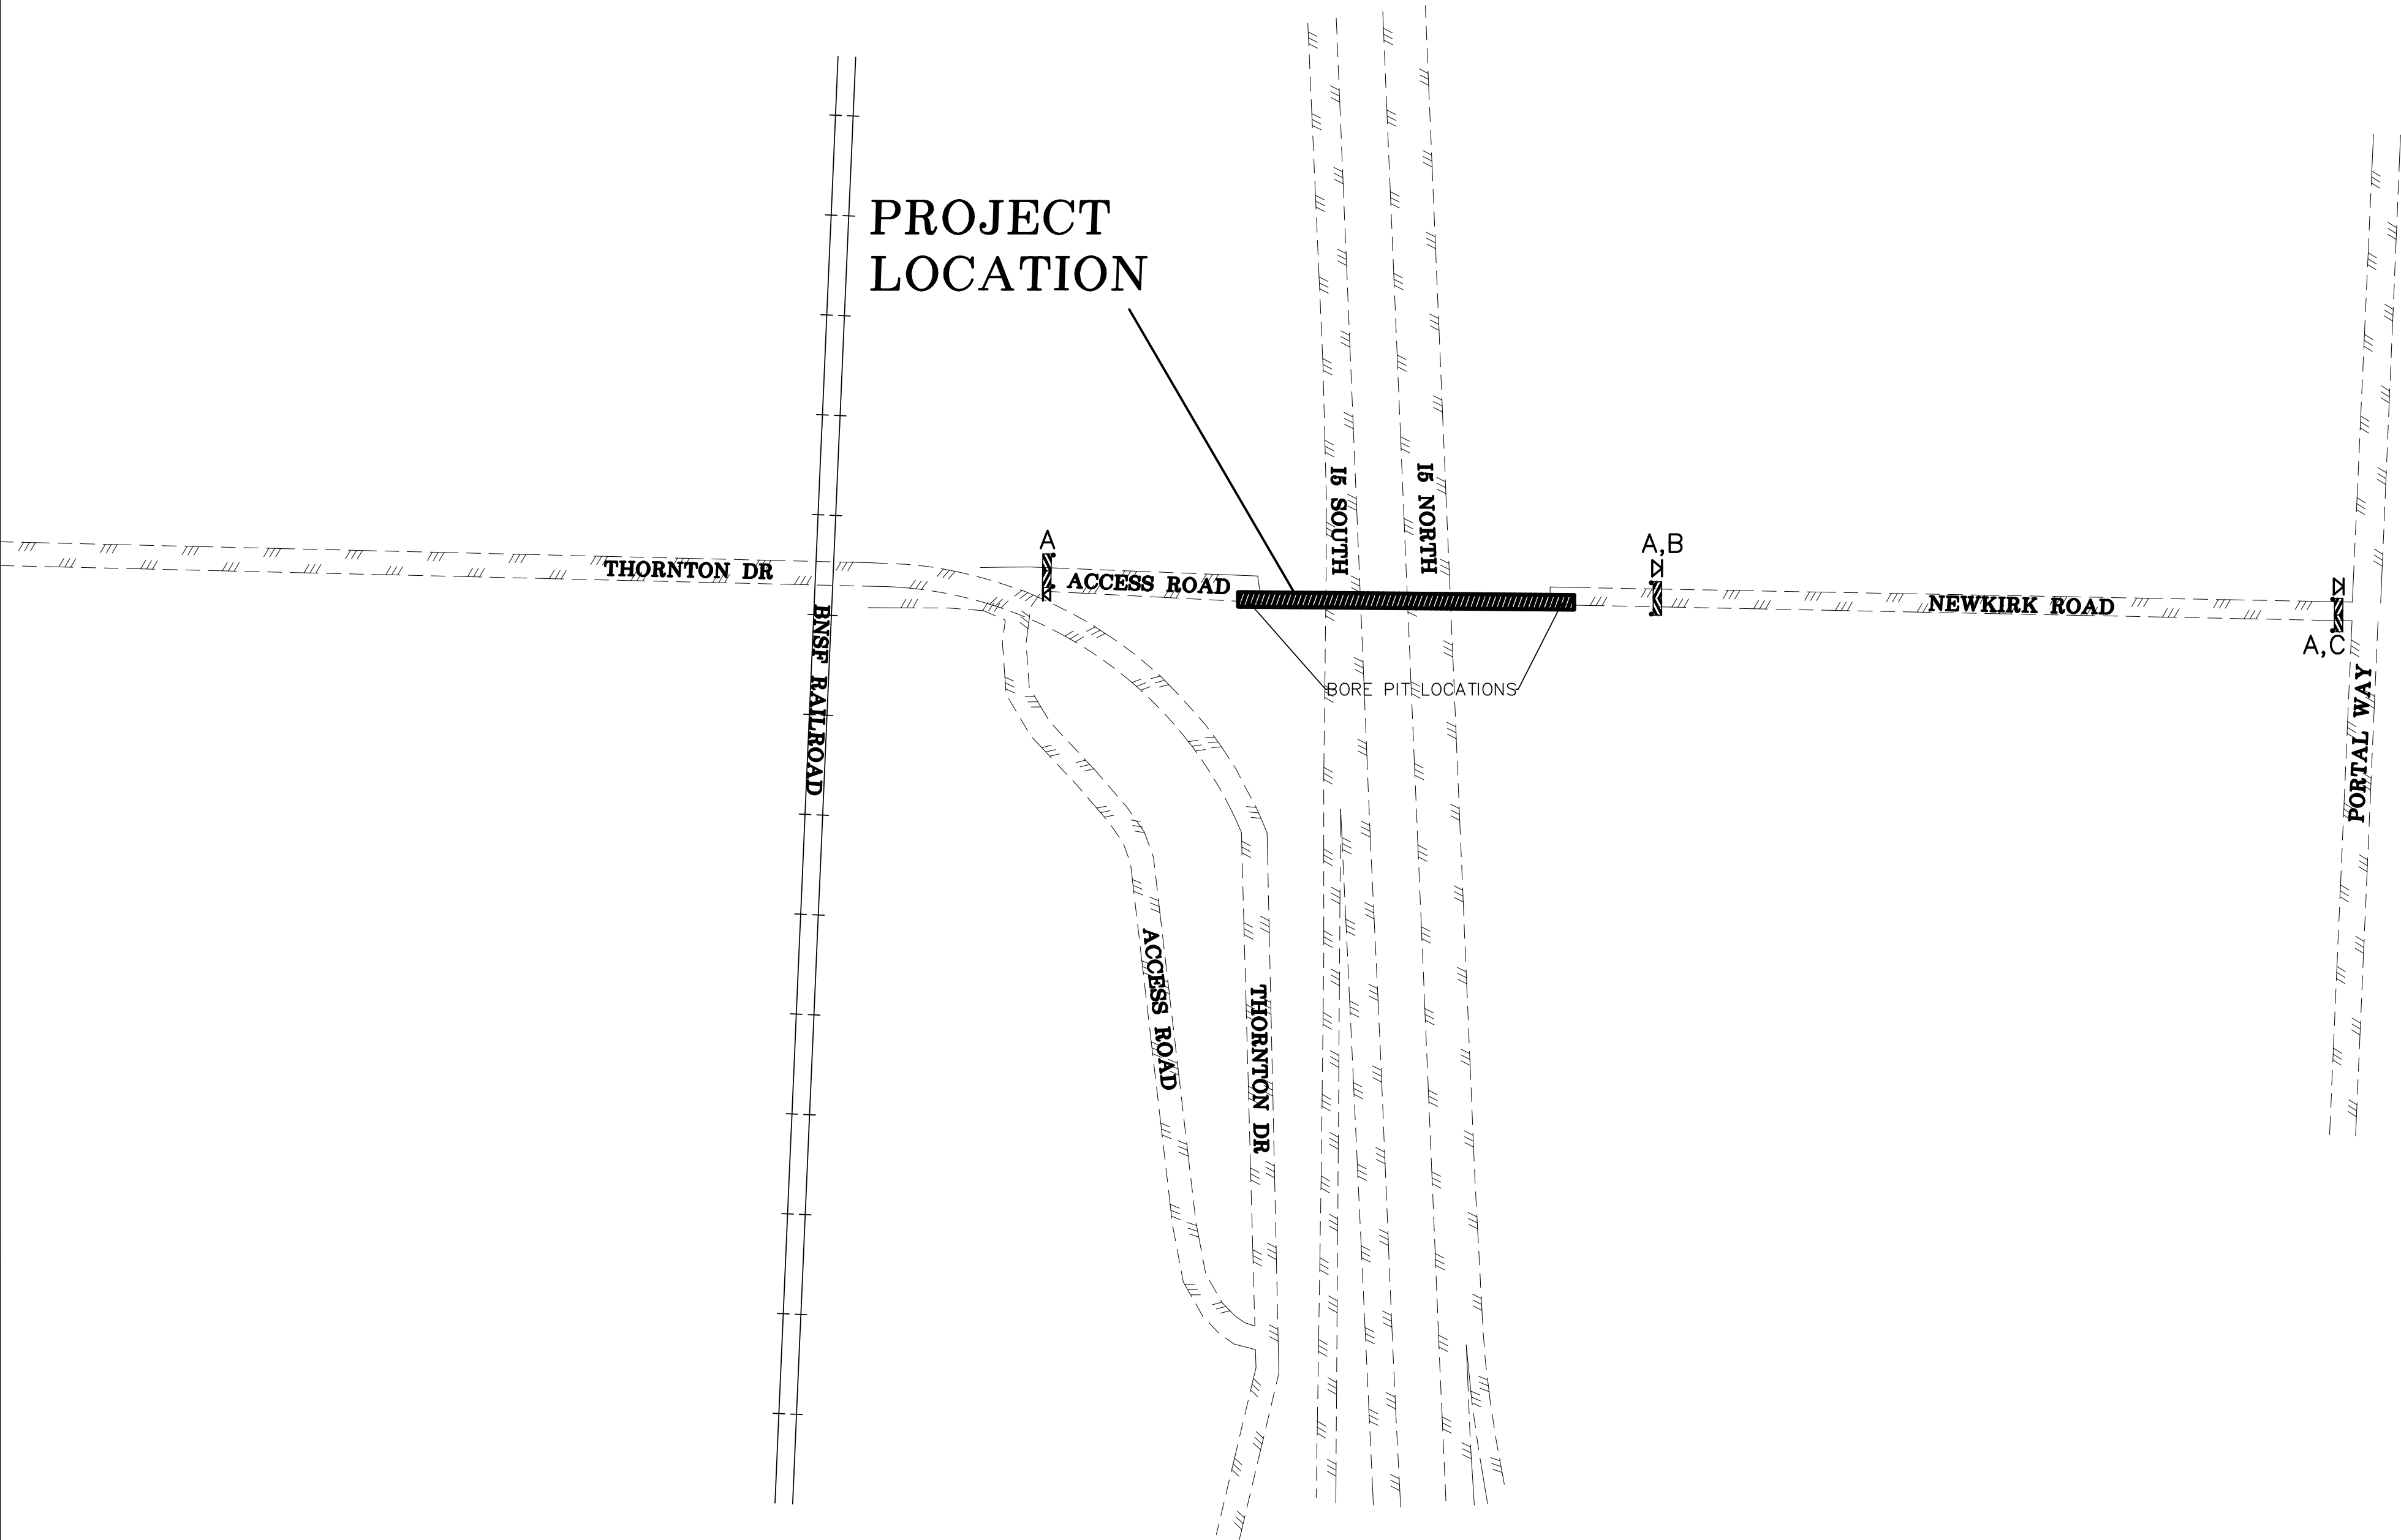 PROJECT
LOCATION
I5 SOUTH
I5 NORTH
A
A,B
THORNTON DR
ACCESS ROAD
NEWKIRK ROAD
A,C
BNSF RAILROAD
BORE PIT LOCATIONS
PORTAL WAY
ACCESS ROAD
THORNTON DR